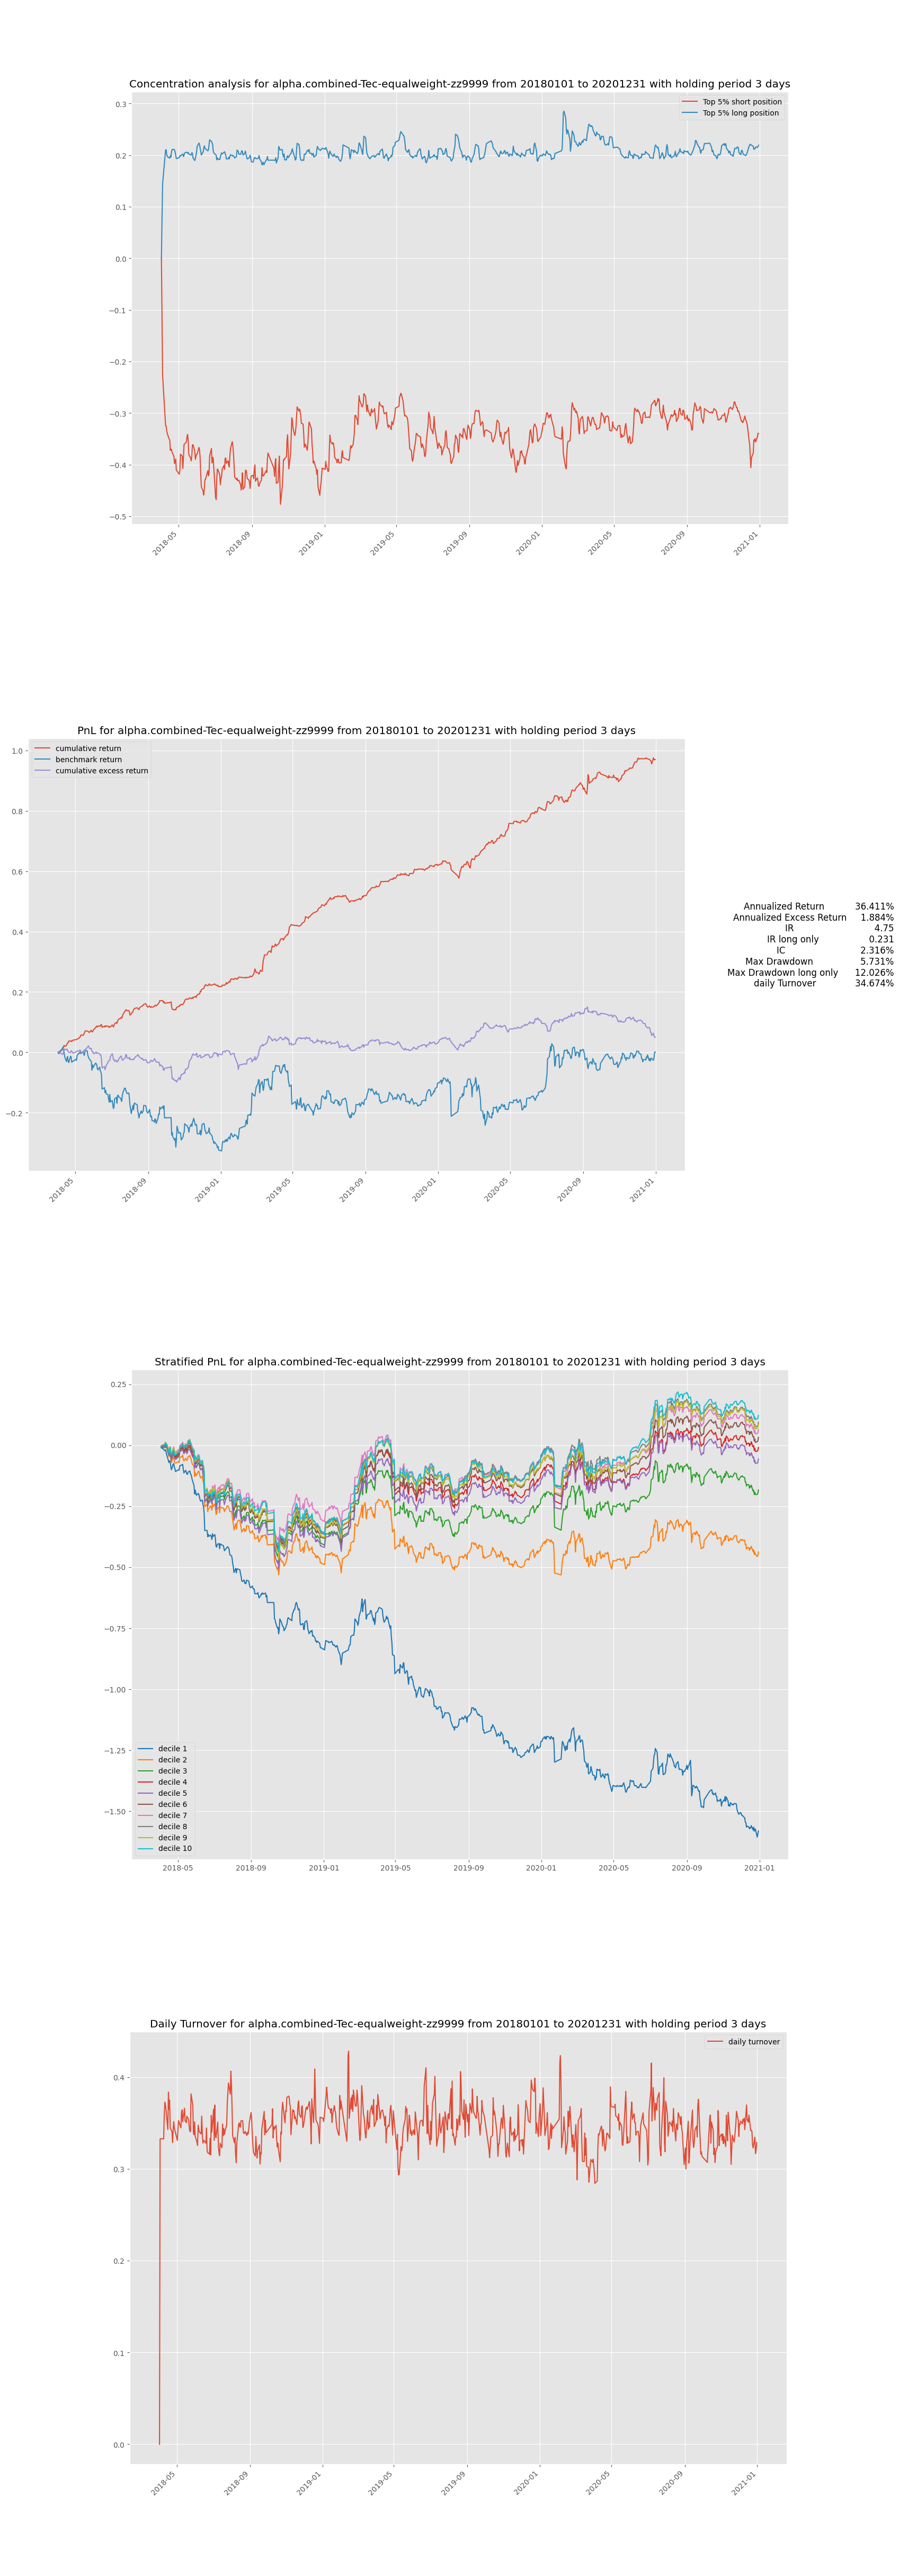 Concentration analysis for alpha.combined-Tec-equalweight-zz9999 from 20180101 to 20201231 with holding period 3 days
Top 5% short position
Top 5% long position
0.3
0.2
0.1
0.0
−0.1
−0.2
−0.3
−0.4
−0.5
2018-05 2018-09 2019-01 2019-05 2019-09 2020-01 2020-05 2020-09 2021-01
PnL for alpha.combined-Tec-equalweight-zz9999 from 20180101 to 20201231 with holding period 3 days
cumulative return
benchmark return
cumulative excess return
1.0
0.8
0.6
0.4
0.2
0.0
−0.2
2018-05 2018-09 2019-01 2019-05 2019-09 2020-01 2020-05 2020-09 2021-01
Annualized Return 36.411%
Annualized Excess Return 1.884%
IR 4.75
IR long only 0.231
IC 2.316%
Max Drawdown 5.731%
Max Drawdown long only 12.026%
daily Turnover 34.674%
Stratified PnL for alpha.combined-Tec-equalweight-zz9999 from 20180101 to 20201231 with holding period 3 days
0.25
0.00
−0.25
−0.50
−0.75
−1.00
−1.25
−1.50
decile 1
decile 2
decile 3
decile 4
decile 5
decile 6
decile 7
decile 8
decile 9
decile 10
2018-05 2018-09 2019-01 2019-05 2019-09 2020-01 2020-05 2020-09 2021-01
Daily Turnover for alpha.combined-Tec-equalweight-zz9999 from 20180101 to 20201231 with holding period 3 days
daily turnover
0.4
0.3
0.2
0.1
0.0
2018-05 2018-09 2019-01 2019-05 2019-09 2020-01 2020-05 2020-09 2021-01